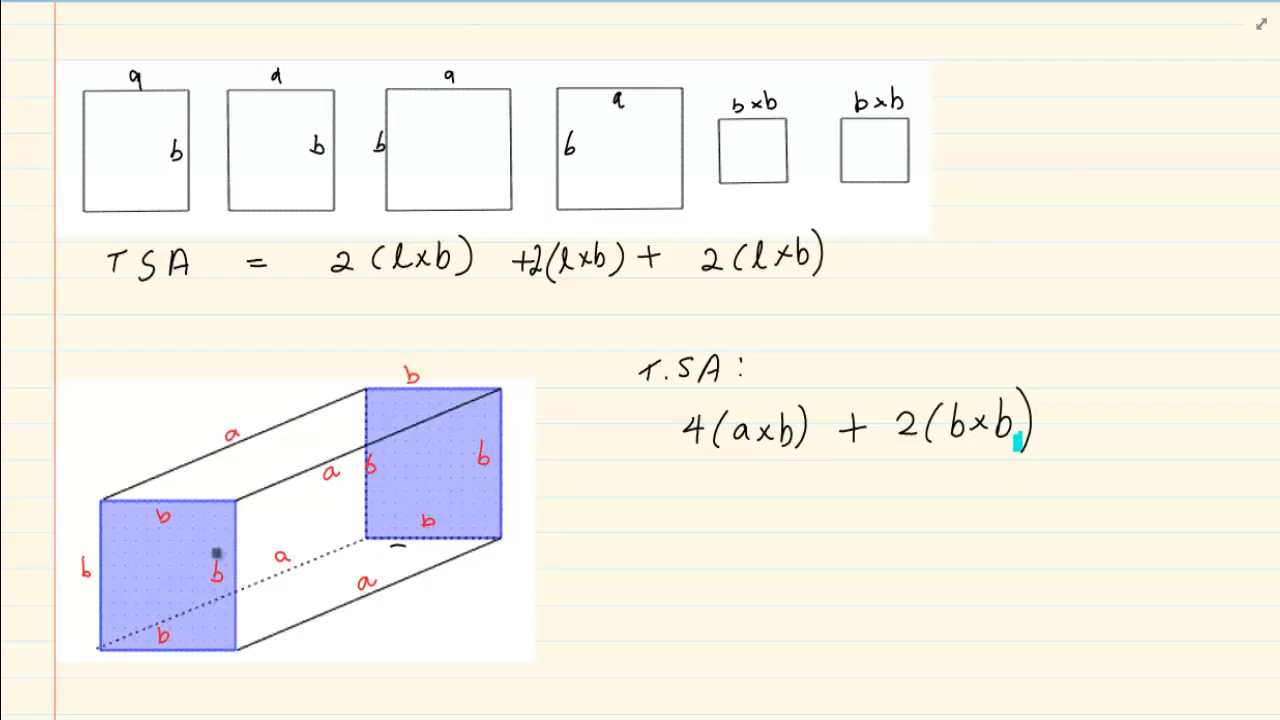 a a a a b×b b×b
b b b b
TSA = 2(l×b) +2(l×b) + 2(l×b)
T.SA:
4(a×b) + 2(b×b)
b
a
a b b
b b
b b a a
b